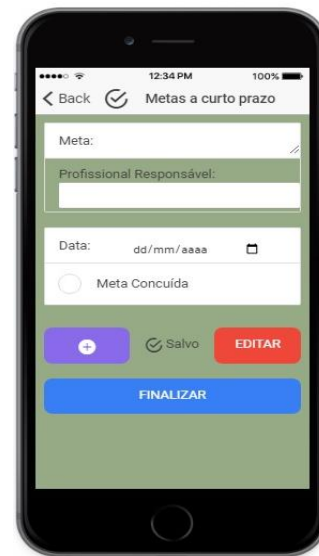 12:34 PM 100%
Back Metas a curto prazo
Meta:
Profissional Responsável:
Data: dd/mm/aaaa
Meta Concuída
+ Salvo EDITAR
FINALIZAR